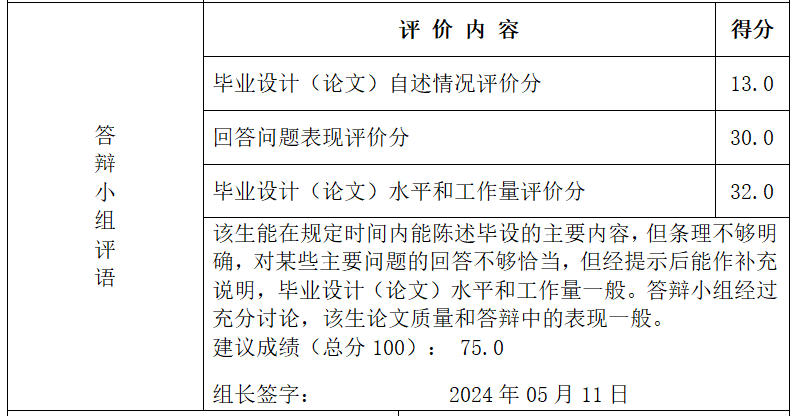 答
辩
小
组
评
语
评 价 内 容 得分
毕业设计（论文）自述情况评价分 13.0
回答问题表现评价分 30.0
毕业设计（论文）水平和工作量评价分 32.0
该生能在规定时间内能陈述毕设的主要内容，但条理不够明
确，对某些主要问题的回答不够恰当，但经提示后能作补充
说明，毕业设计（论文）水平和工作量一般。答辩小组经过
充分讨论，该生论文质量和答辩中的表现一般。
建议成绩（总分 100）： 75.0
组长签字： 2024 年 05 月 11 日